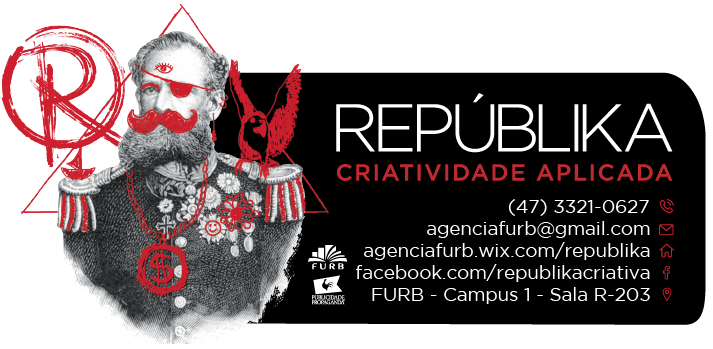 R
$
REPÚBLIKA
CRIATIVIDADE APLICADA
(47) 3321-0627
agenciafurb@gmail.com
agenciafurb.wix.com/republika
facebook.com/republikacriativa
FURB - Campus 1 - Sala R-203
FURB
PUBLICIDADE
PROPAGANDA